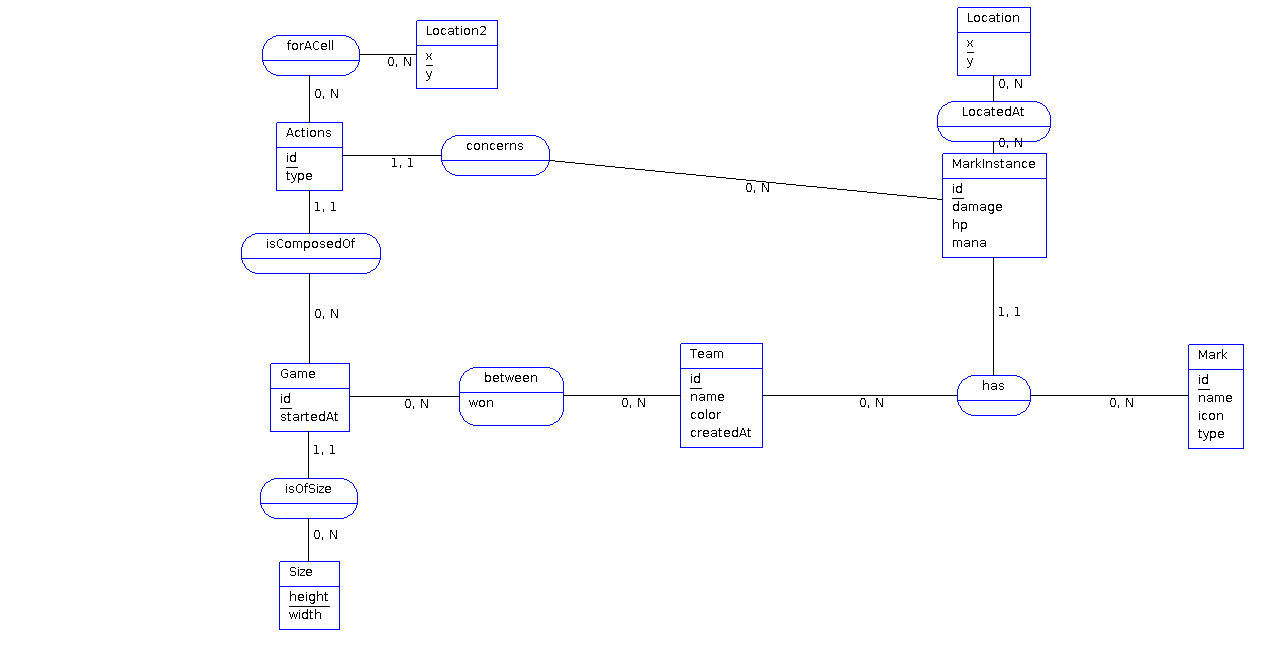 Location
x
y
0, N
LocatedAt
0, N
Location2
x
y
forACell
0, N
0, N
Actions
id
type
1, 1
concerns
0, N
MarkInstance
id
damage
hp
mana
1, 1
isComposedOf
0, N
1, 1
Game
id
startedAt
0, N
between
won
0, N
Team
id
name
color
createdAt
0, N
has
0, N
Mark
id
name
icon
type
1, 1
isOfSize
0, N
Size
height
width